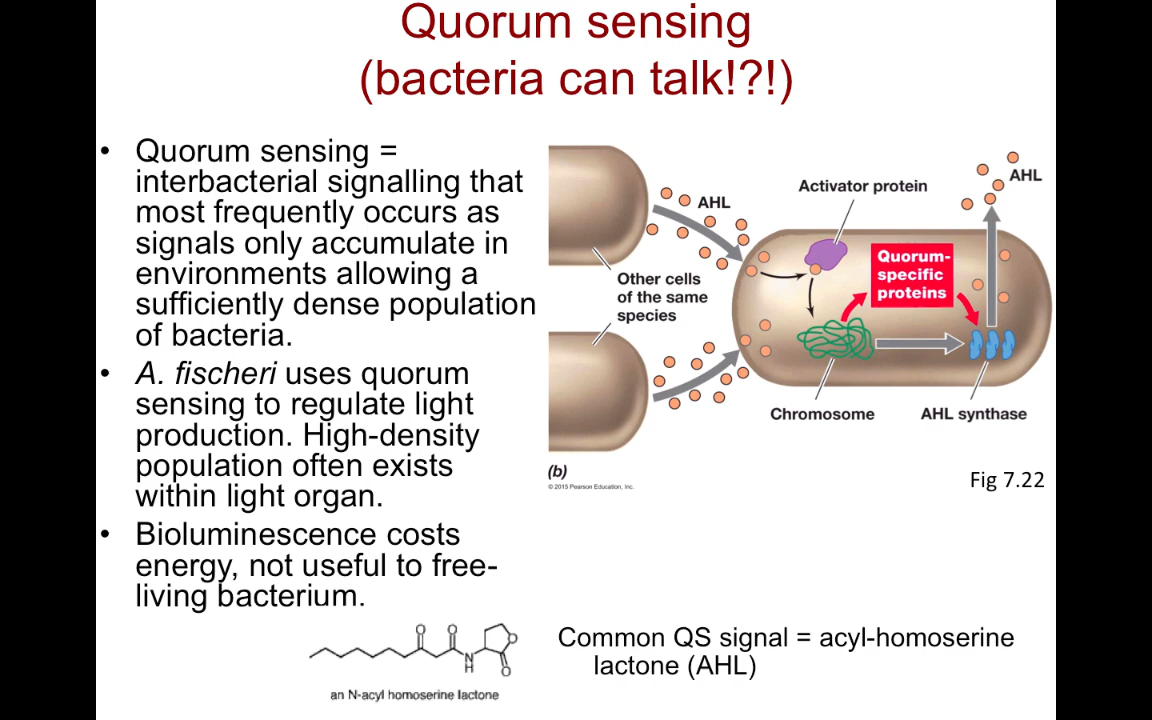 Quorum sensing
(bacteria can talk!?!)
• Quorum sensing =
interbacterial signalling that
most frequently occurs as
signals only accumulate in
environments allowing a
sufficiently dense population
of bacteria.
• A. fischeri uses quorum
sensing to regulate light
production. High-density
population often exists
within light organ.
• Bioluminescence costs
energy, not useful to free-
living bacterium.
AHL
Other cells
of the same
species
Activator protein
Quorum-
specific
proteins
AHL
Chromosome
AHL synthase
(b)
© 2015 Pearson Education, Inc.
Fig 7.22
O
O
O
N
H
O
an N-acyl homoserine lactone
Common QS signal = acyl-homoserine
lactone (AHL)